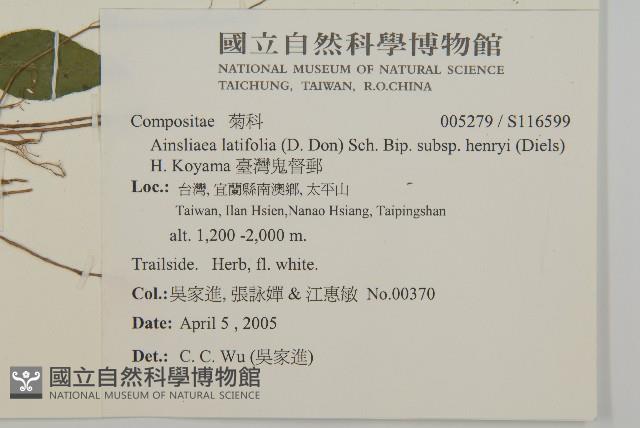 國立自然科學博物館
NATIONAL MUSEUM OF NATURAL SCIENCE
TAICHUNG, TAIWAN, R.O.CHINA
Compositae 菊科 005279 / S116599
Ainsliaea latifolia (D. Don) Sch. Bip. subsp. henryi (Diels)
H. Koyama 臺灣鬼督郵
Loc.: 台灣, 宜蘭縣南澳鄉, 太平山
Taiwan, Ilan Hsien,Nanao Hsiang, Taipingshan
alt. 1,200 -2,000 m.
Trailside. Herb, fl. white.
Col.:吳家進, 張詠嬋 & 江惠敏 No.00370
Date: April 5 , 2005
Det.: C. C. Wu (吳家進)
國立自然科學博物館
NATIONAL MUSEUM OF NATURAL SCIENCE